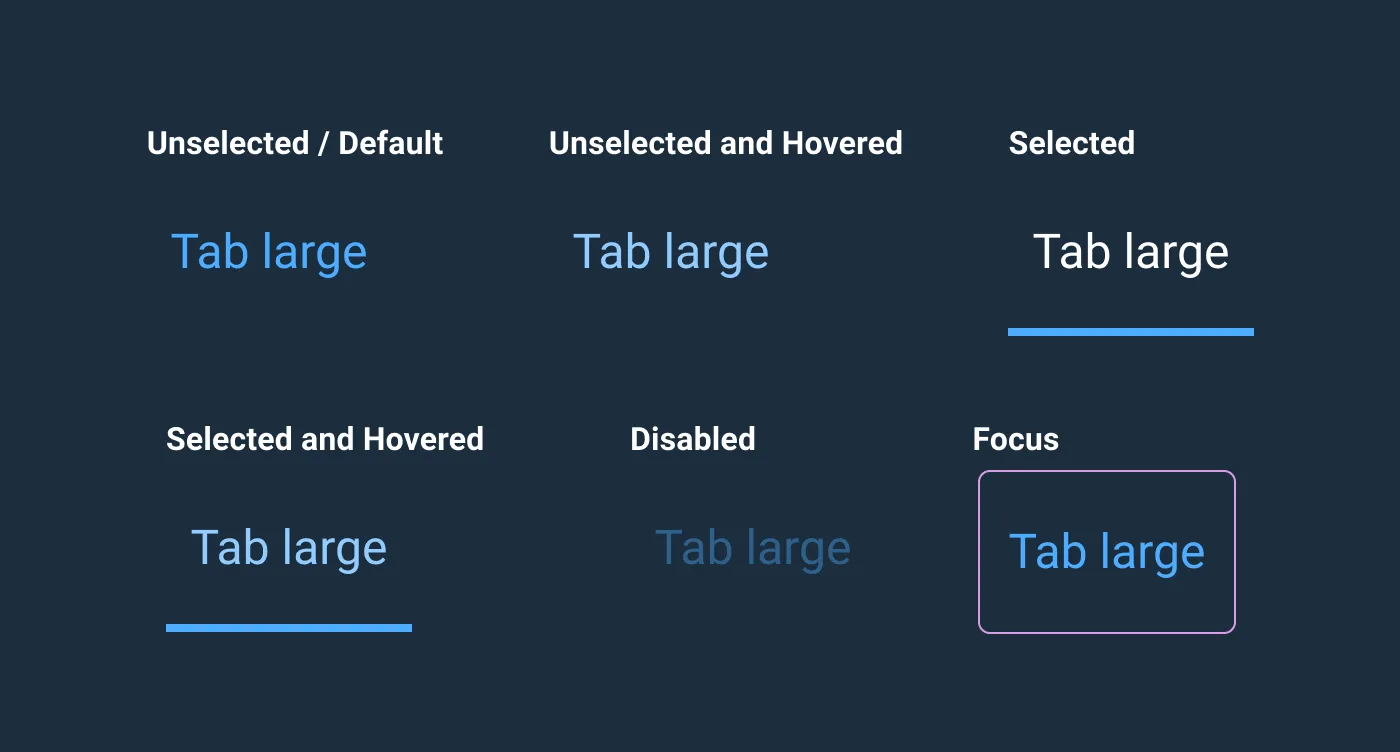 Unselected / Default
Unselected and Hovered
Selected
Tab large
Tab large
Tab large
Selected and Hovered
Disabled
Focus
Tab large
Tab large
Tab large